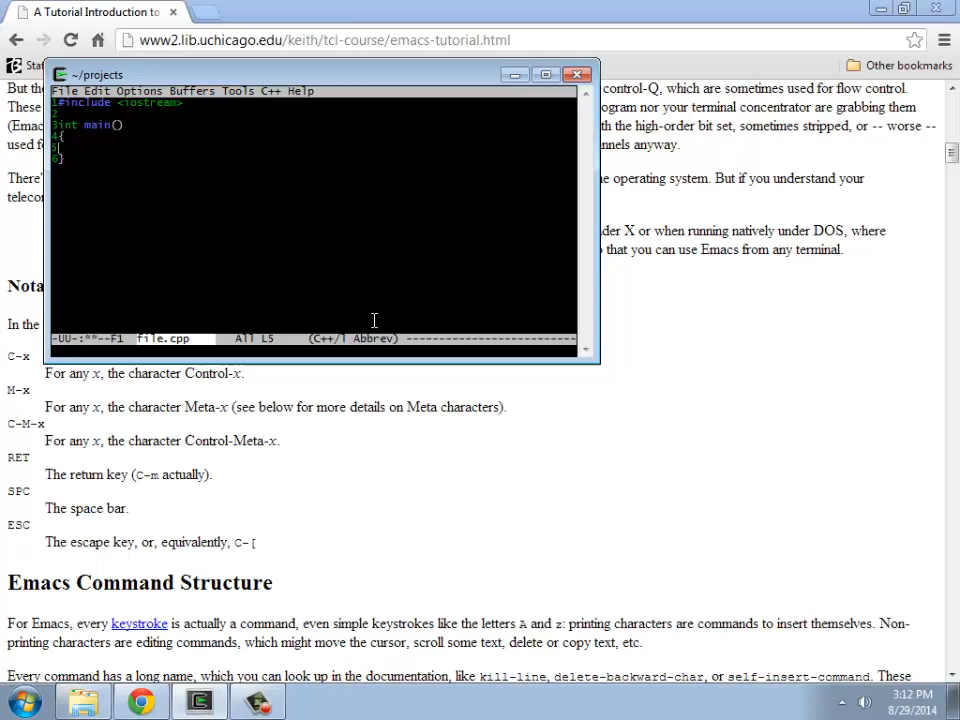 A Tutorial Introduction to
www2.lib.uchicago.edu/keith/tcl-course/emacs-tutorial.html
Other bookmarks
~/projects
File Edit Options Buffers Tools C++ Help
1#include <iostream>
2
3int main()
4{
5
6}
-UU-:**--F1 file.cpp All L5 (C++/l Abbrev) ------------------------
But the
control-Q, which are sometimes used for flow control.
These
ogram nor your terminal concentrator are grabbing them
(Emac
th the high-order bit set, sometimes stripped, or -- worse --
used fo
nnels anyway.
There'
e operating system. But if you understand your
telecon
der X or when running natively under DOS, where
o that you can use Emacs from any terminal.
Nota
In the
C-x
For any x, the character Control-x.
M-x
For any x, the character Meta-x (see below for more details on Meta characters).
C-M-x
For any x, the character Control-Meta-x.
RET
The return key (C-m actually).
SPC
The space bar.
ESC
The escape key, or, equivalently, C-[
Emacs Command Structure
For Emacs, every keystroke is actually a command, even simple keystrokes like the letters A and z: printing characters are commands to insert themselves. Non-
printing characters are editing commands, which might move the cursor, scroll some text, delete or copy text, etc.
Every command has a long name, which you can look up in the documentation, like kill-line, delete-backward-char, or self-insert-command. These
3:12 PM
8/29/2014